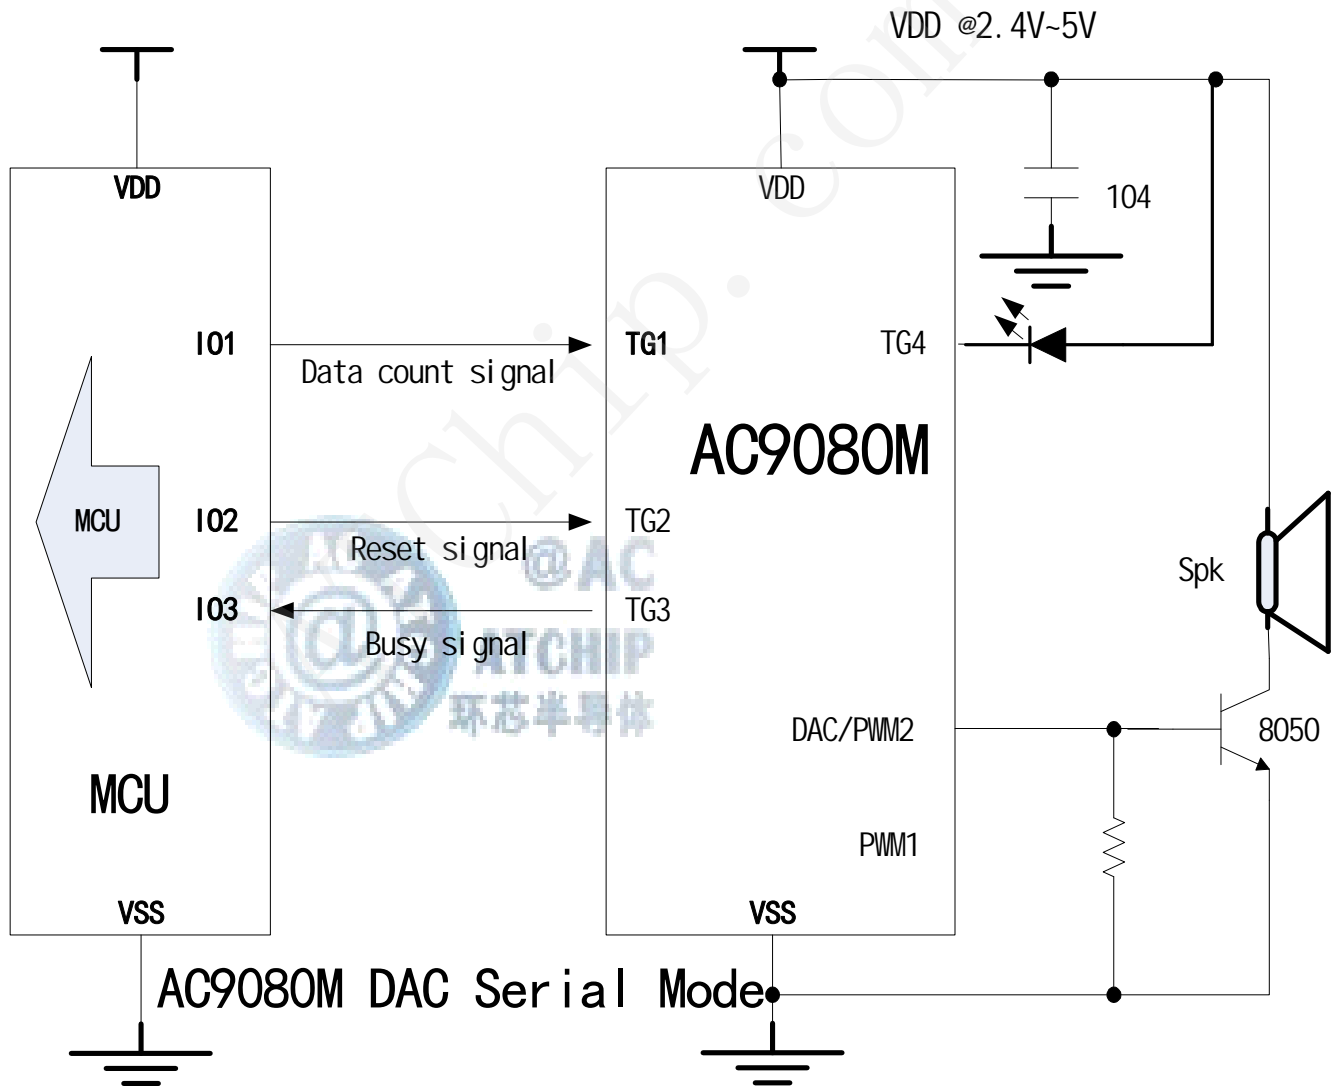 VDD @2.4V~5V
VDD
VDD
104
IO1
TG1
TG4
Data count signal
AC9080M
MCU
IO2
TG2
Reset signal
@AC
Spk
IO3
TG3
Busy signal
ATCHIP
环芯半导体
DAC/PWM2
8050
MCU
PWM1
VSS
VSS
AC9080M DAC Serial Mode